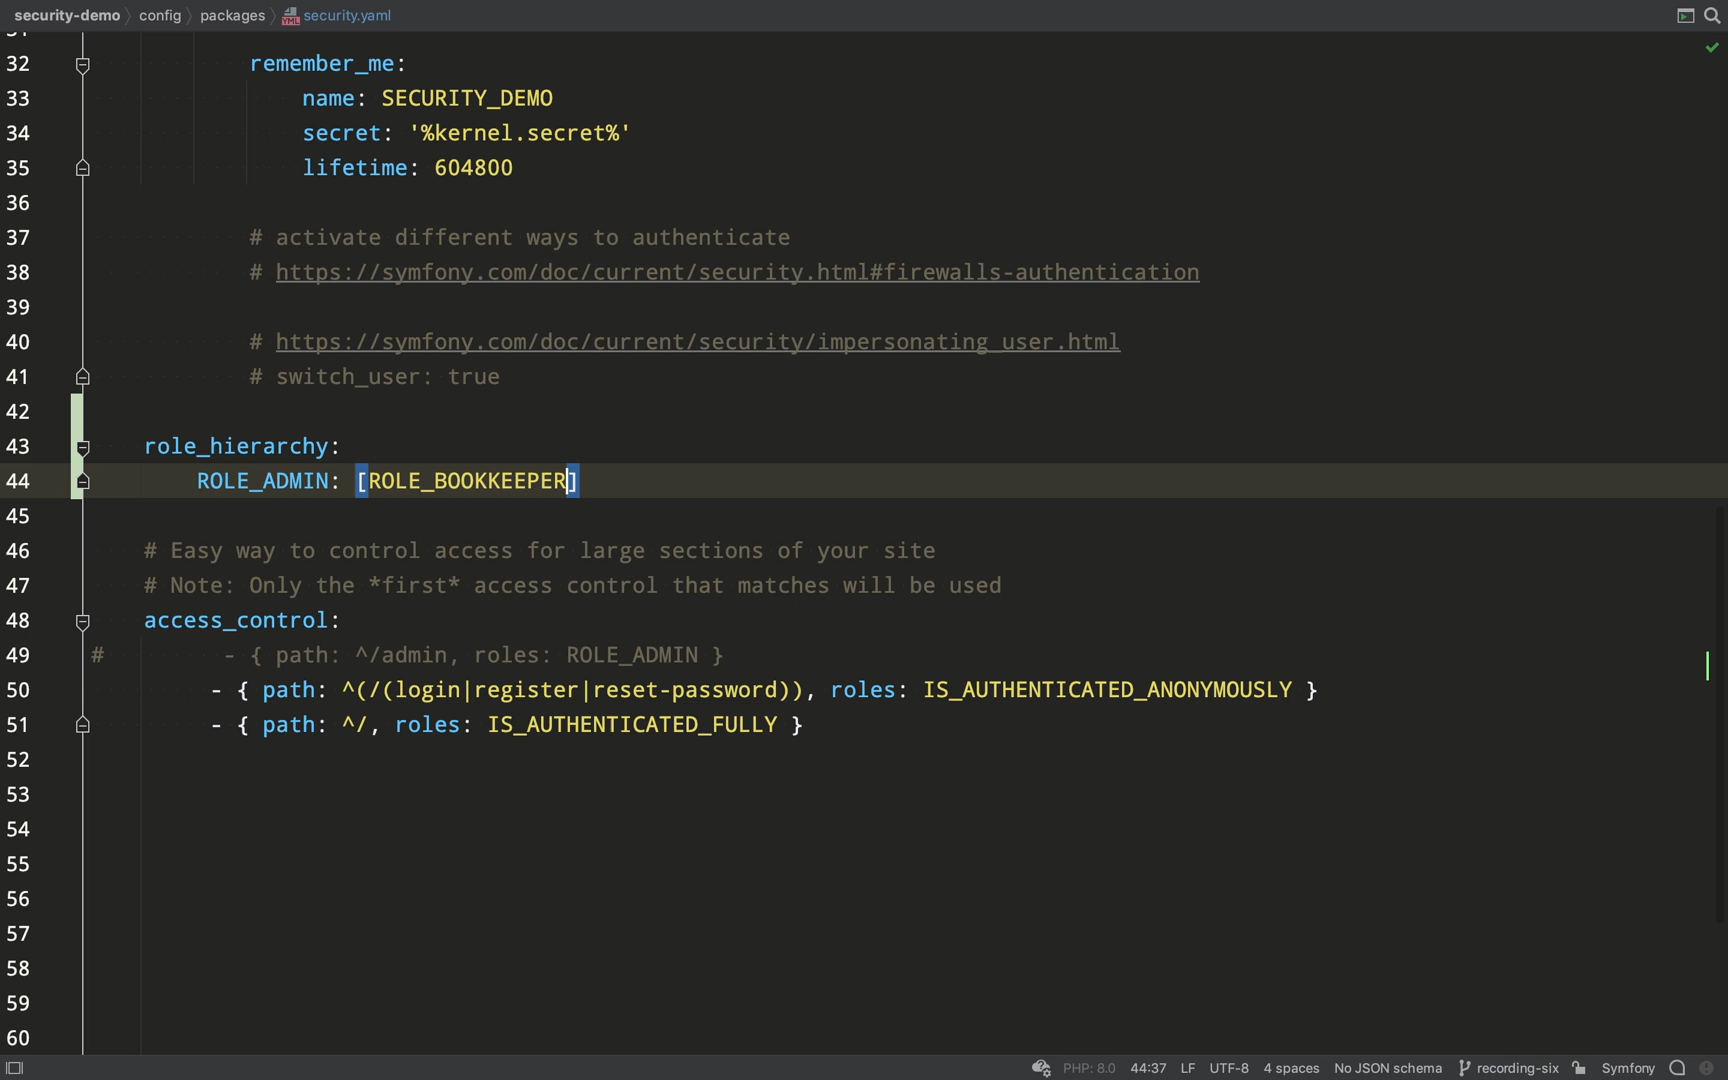 security-demo config packages security.yaml
32 remember_me:
33 name: SECURITY_DEMO
34 secret: '%kernel.secret%'
35 lifetime: 604800
36
37 # activate different ways to authenticate
38 # https://symfony.com/doc/current/security.html#firewalls-authentication
39
40 # https://symfony.com/doc/current/security/impersonating_user.html
41 # switch_user: true
42
43 role_hierarchy:
44 ROLE_ADMIN: [ROLE_BOOKKEEPER]
45
46 # Easy way to control access for large sections of your site
47 # Note: Only the *first* access control that matches will be used
48 access_control:
49 # - { path: ^/admin, roles: ROLE_ADMIN }
50 - { path: ^(/(login|register|reset-password)), roles: IS_AUTHENTICATED_ANONYMOUSLY }
51 - { path: ^/, roles: IS_AUTHENTICATED_FULLY }
52
53
54
55
56
57
58
59
60
PHP: 8.0 44:37 LF UTF-8 4 spaces No JSON schema recording-six Symfony